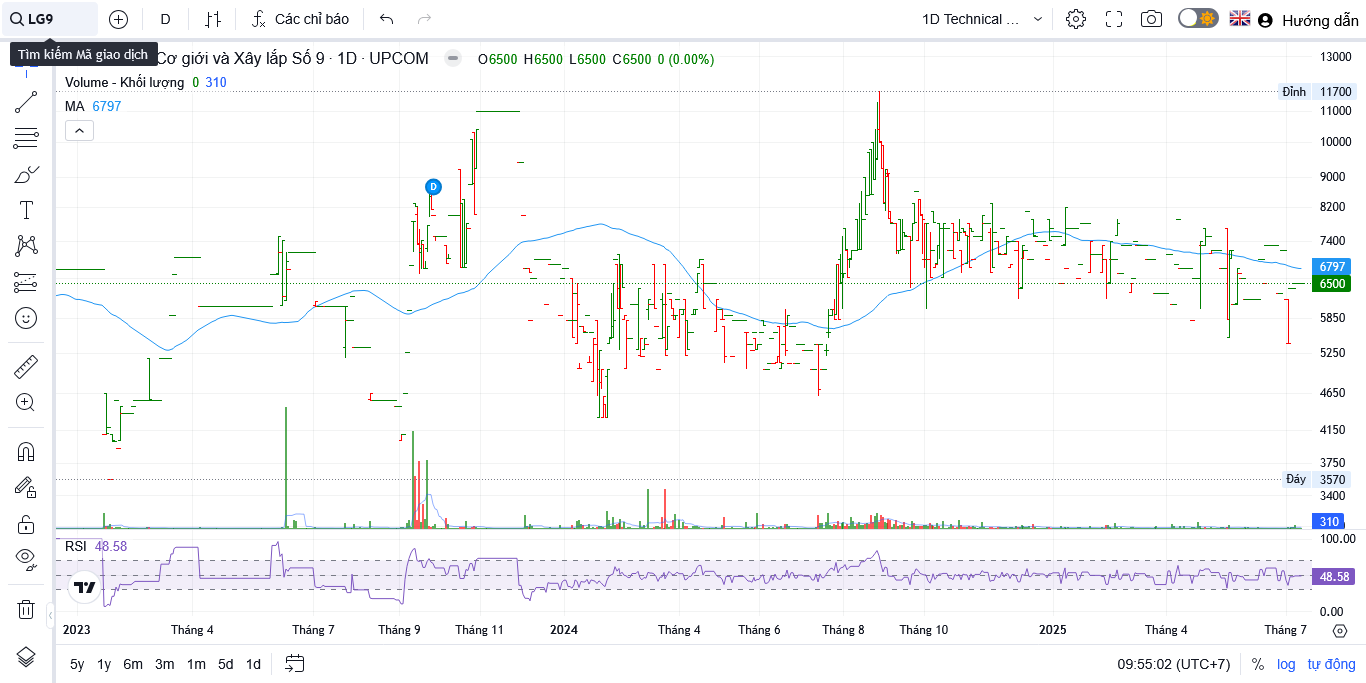 LG9
D
Các chỉ báo
1D Technical ...
Hướng dẫn
Tìm kiếm Mã giao dịch
Cơ giới và Xây lắp Số 9 · 1D · UPCOM
O6500 H6500 L6500 C6500 0 (0.00%)
Volume - Khối lượng 0 310
MA 6797
D
13000
Đỉnh 11700
11000
10000
9000
8200
7400
6797
6500
5850
5250
4650
4150
3750
Đáy 3570
3400
310
RSI 48.58
100.00
48.58
0.00
2023 Tháng 4 Tháng 7 Tháng 9 Tháng 11 2024 Tháng 4 Tháng 6 Tháng 8 Tháng 10 2025 Tháng 4 Tháng 7
5y 1y 6m 3m 1m 5d 1d
09:55:02 (UTC+7) % log tự động